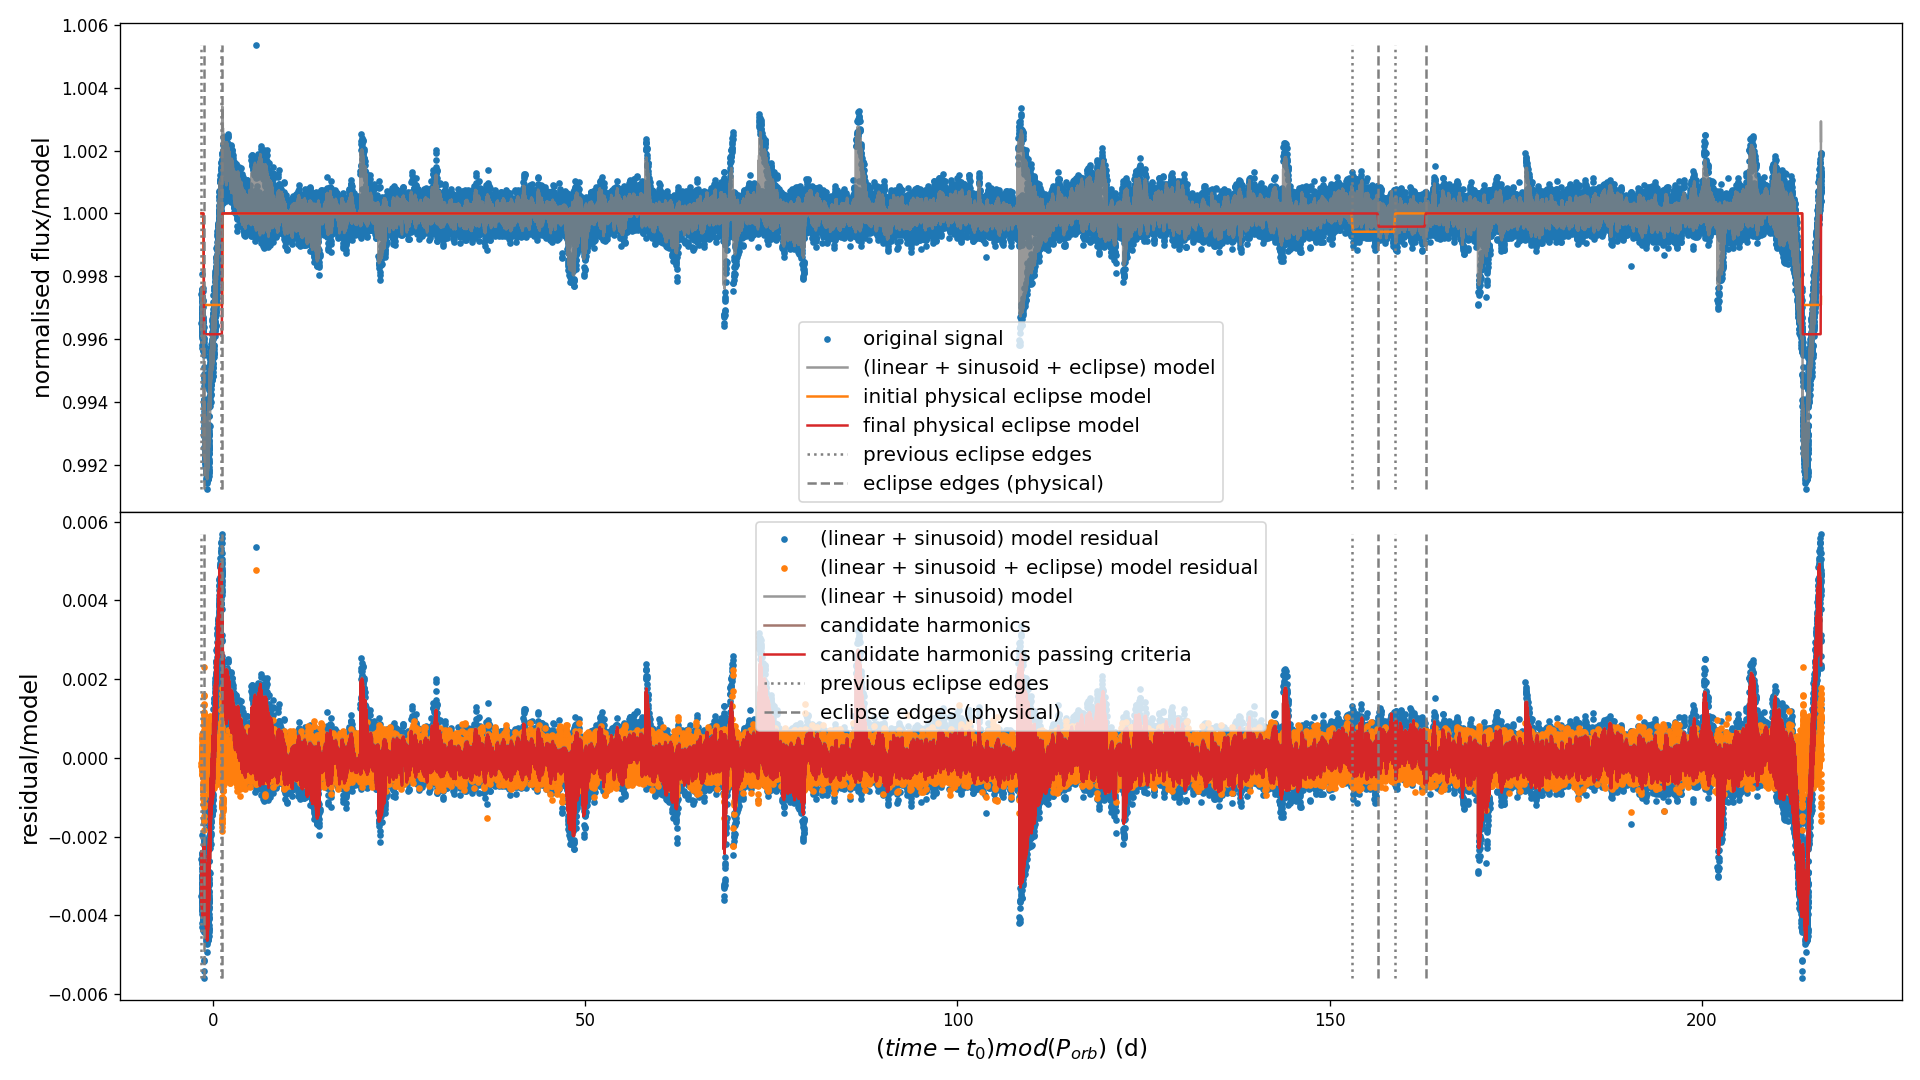 1.006
1.004
1.002
1.000
0.998
0.996
0.994
0.992
normalised flux/model
original signal
(linear + sinusoid + eclipse) model
initial physical eclipse model
final physical eclipse model
previous eclipse edges
eclipse edges (physical)
0.006
0.004
0.002
0.000
−0.002
−0.004
−0.006
residual/model
(linear + sinusoid) model residual
(linear + sinusoid + eclipse) model residual
(linear + sinusoid) model
candidate harmonics
candidate harmonics passing criteria
previous eclipse edges
eclipse edges (physical)
0 50 100 150 200
(time − t₀)mod(P_{orb}) (d)